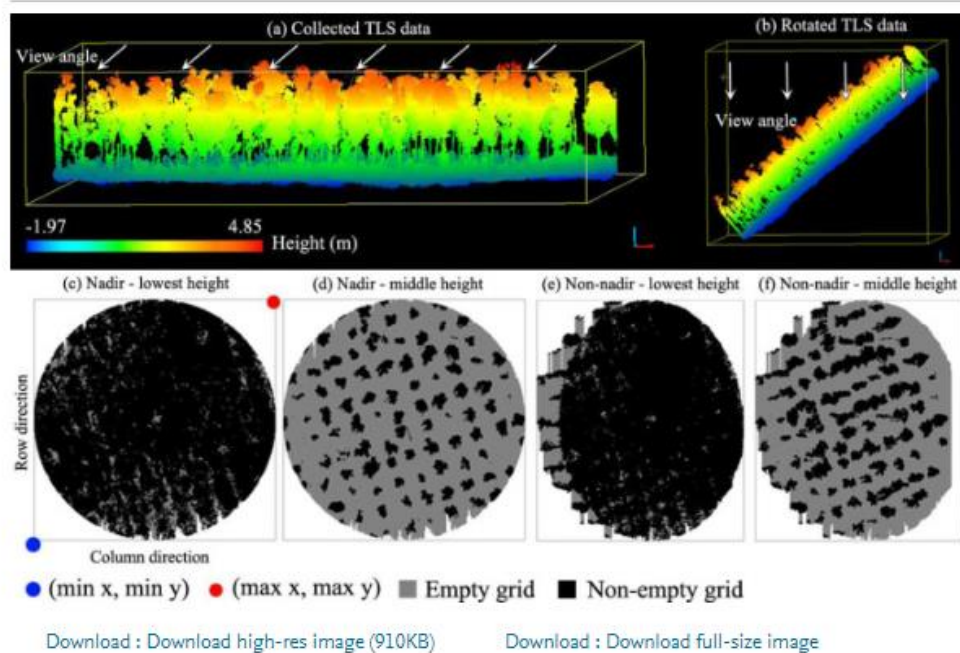 (a) Collected TLS data
(b) Rotated TLS data
View angle
View angle
-1.97
4.85
Height (m)
(c) Nadir - lowest height
(d) Nadir - middle height
(e) Non-nadir - lowest height
(f) Non-nadir - middle height
Row direction
Column direction
(min x, min y)
(max x, max y)
Empty grid
Non-empty grid
Download : Download high-res image (910KB)
Download : Download full-size image